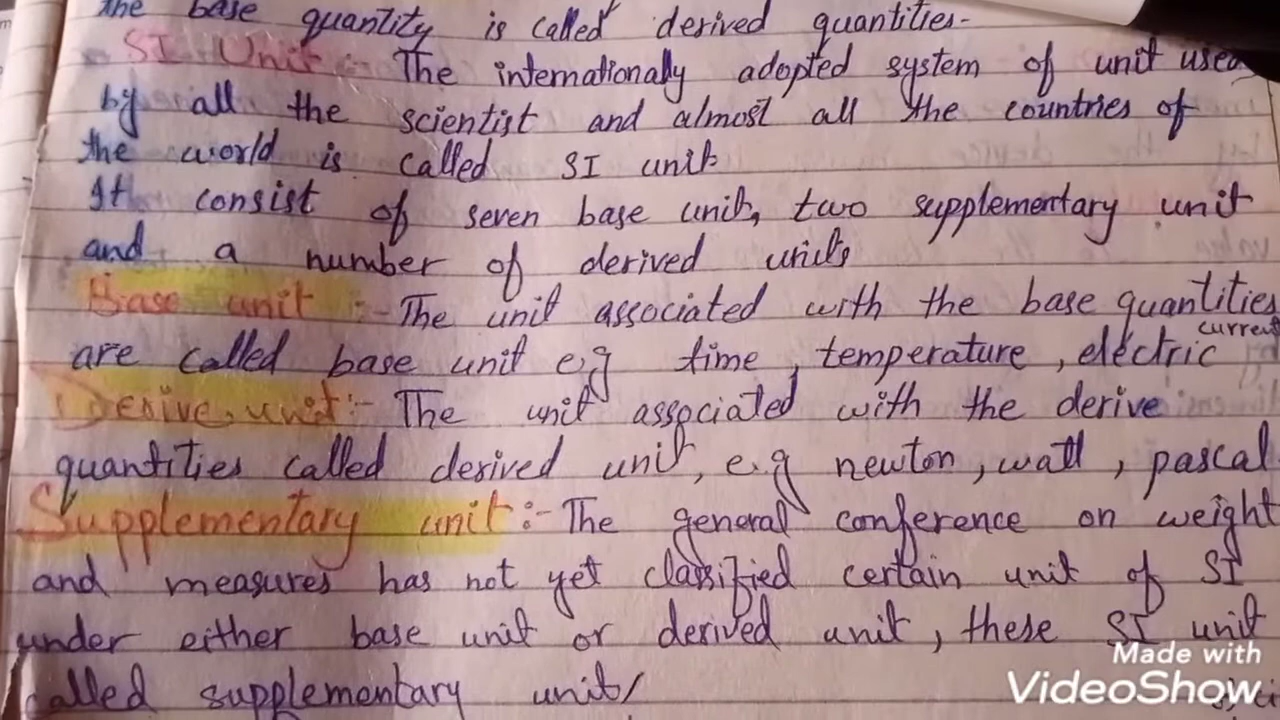 the base quantity is called derived quantities-
SI Unit :- The internationally adopted system of unit used
by all the scientist and almost all the countries of
the world is called SI unit
It consist of seven base unit, two supplementary unit
and a number of derived units
Base unit :- The unit associated with the base quantities
are called base unit e.g time, temperature, electric current
Derive unit:- The unit associated with the derive
quantities called derived unit, e.g newton, watt, pascal
Supplementary unit :- The general conference on weight
and measures has not yet classified certain unit of SI
under either base unit or derived unit, these SI unit
called supplementary unit/
Made with
VideoShow